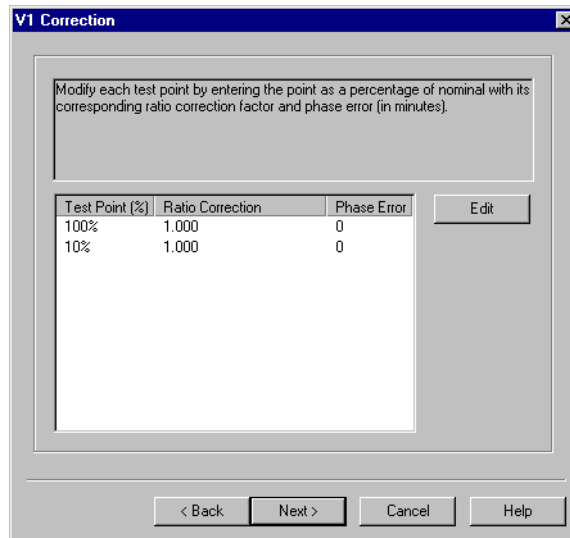 V1 Correction
Modify each test point by entering the point as a percentage of nominal with its
corresponding ratio correction factor and phase error (in minutes).
Test Point (%) Ratio Correction Phase Error Edit
100% 1.000 0
10% 1.000 0
< Back Next > Cancel Help